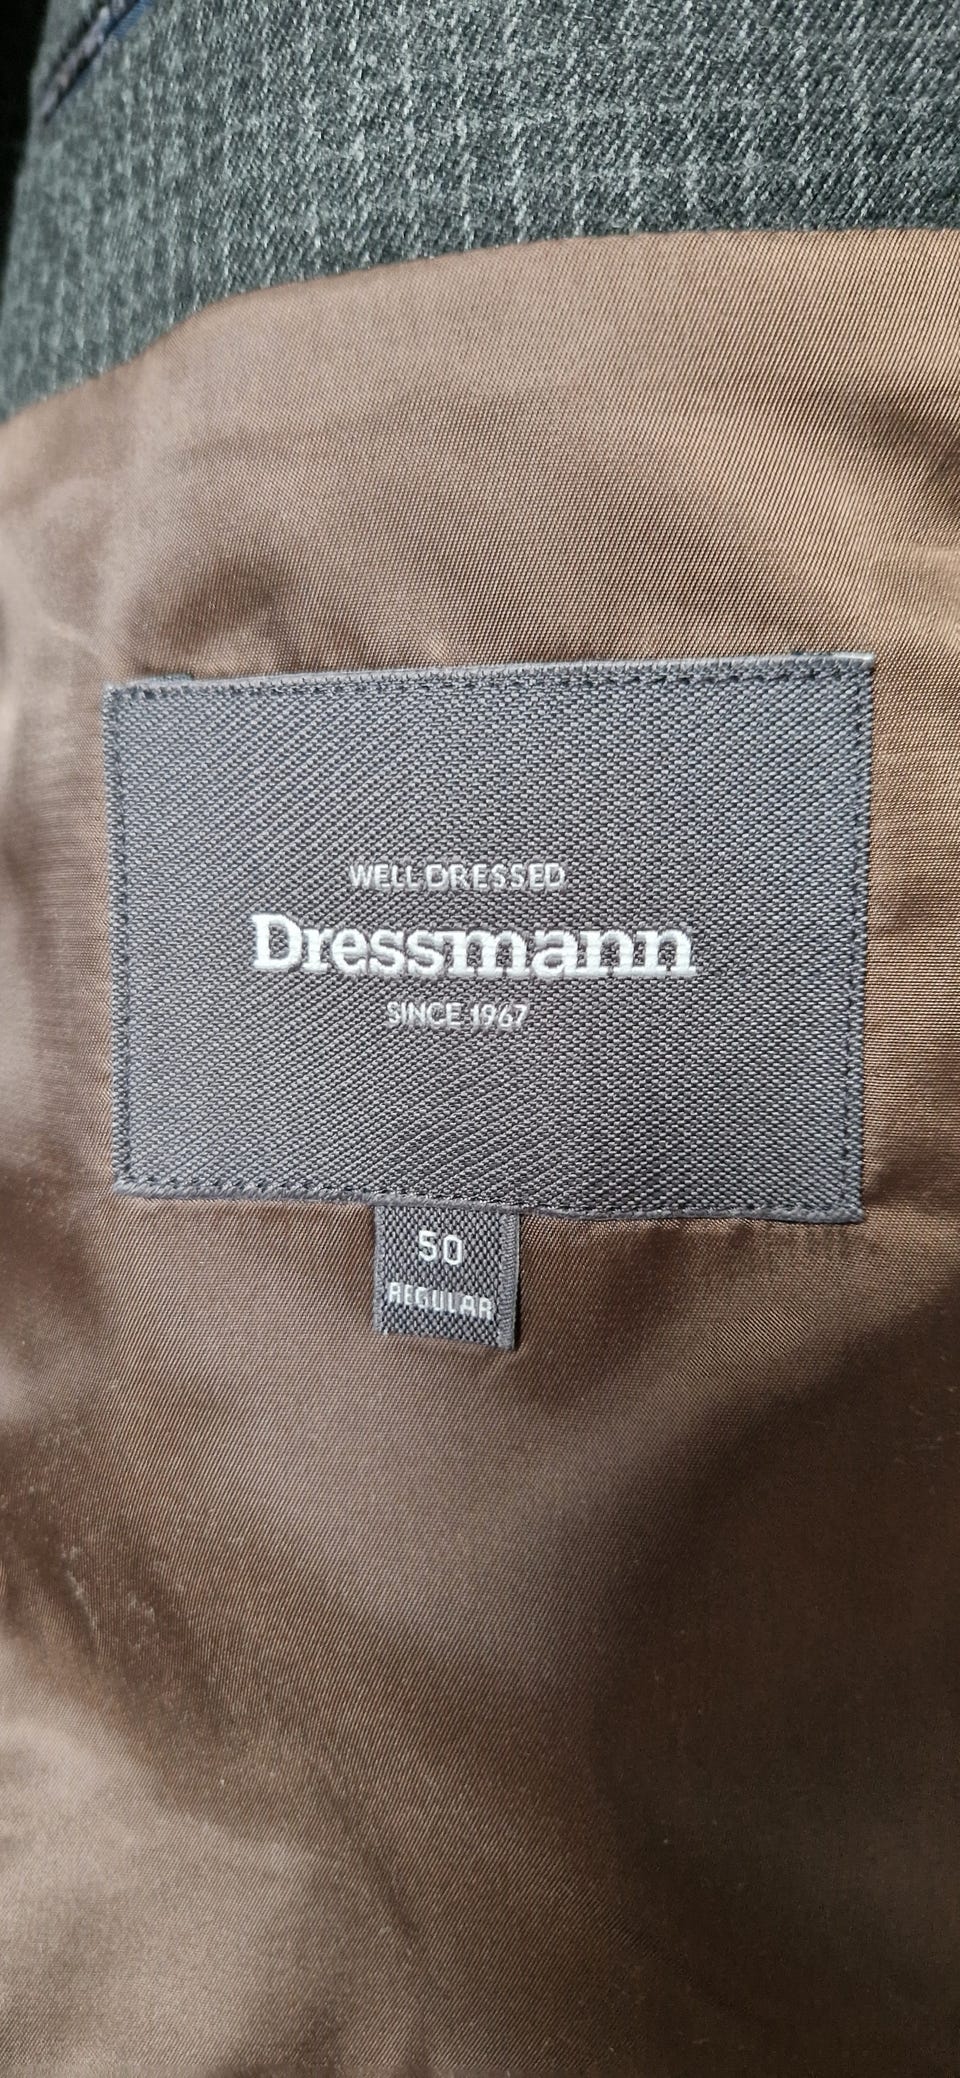 WELL DRESSED
Dressmann
SINCE 1967
50
REGULAR